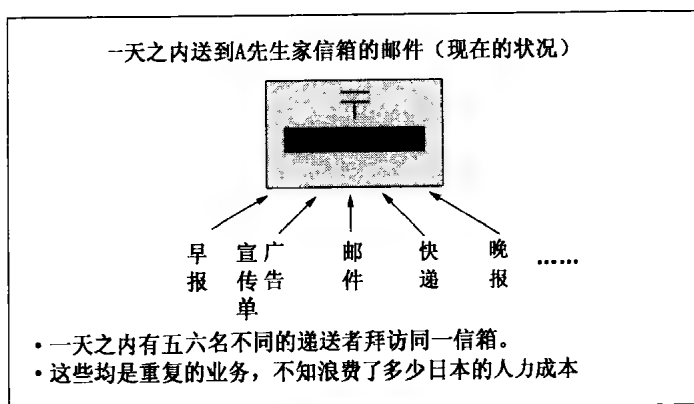 一天之内送到A先生家信箱的邮件（现在的状况）
〒
早报
宣传单
广告
邮件
快递
晚报
……
·一天之内有五六名不同的递送者拜访同一信箱。
·这些均是重复的业务，不知浪费了多少日本的人力成本